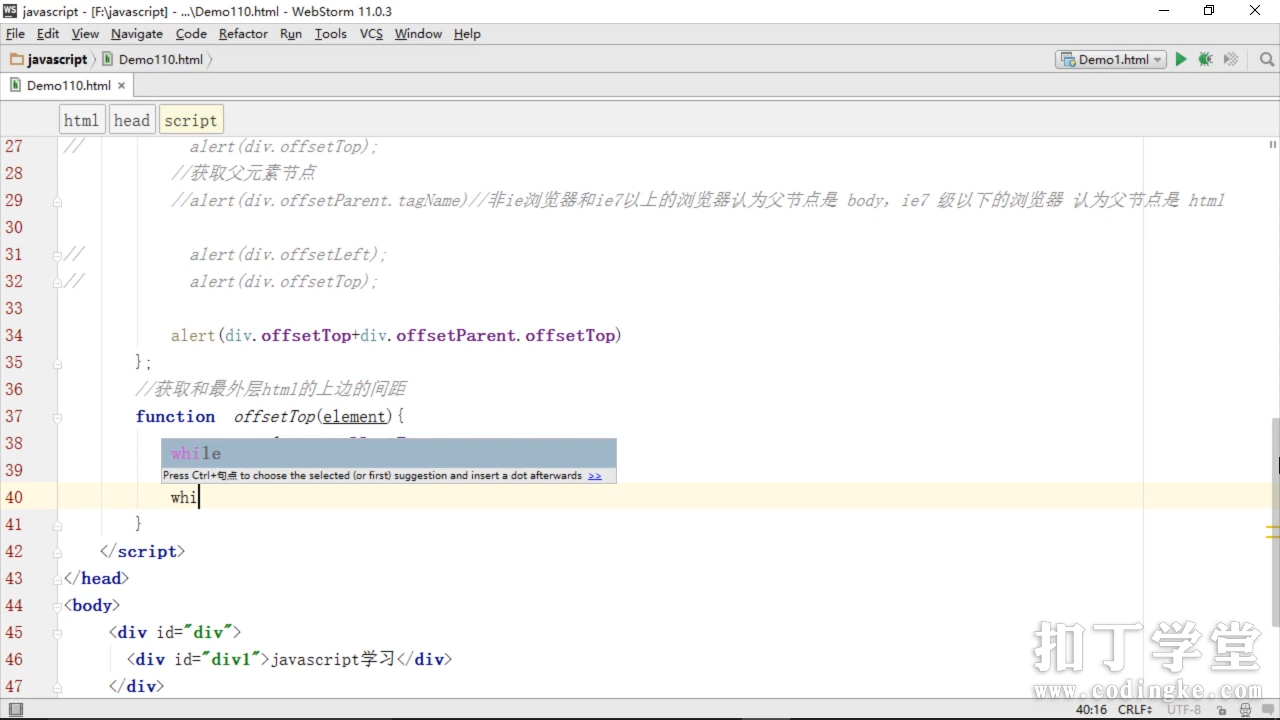 WS javascript - [F:\javascript] - ...\Demo110.html - WebStorm 11.0.3
File Edit View Navigate Code Refactor Run Tools VCS Window Help
javascript Demo110.html Demo1.html
Demo110.html ×
html head script
27 // alert(div.offsetTop);
28 //获取父元素节点
29 //alert(div.offsetParent.tagName)//非ie浏览器和ie7以上的浏览器认为父节点是 body，ie7 级以下的浏览器 认为父节点是 html
30
31 // alert(div.offsetLeft);
32 // alert(div.offsetTop);
33
34 alert(div.offsetTop+div.offsetParent.offsetTop)
35 };
36 //获取和最外层html的上边的间距
37 function offsetTop(element){
38
while
39
Press Ctrl+句点 to choose the selected (or first) suggestion and insert a dot afterwards >>
40 whi
41 }
42 </script>
43 </head>
44 <body>
45 <div id="div">
46 <div id="div1">javascript学习</div>
47 </div>
扣丁学堂
www.codingke.com
40:16 CRLF UTF-8